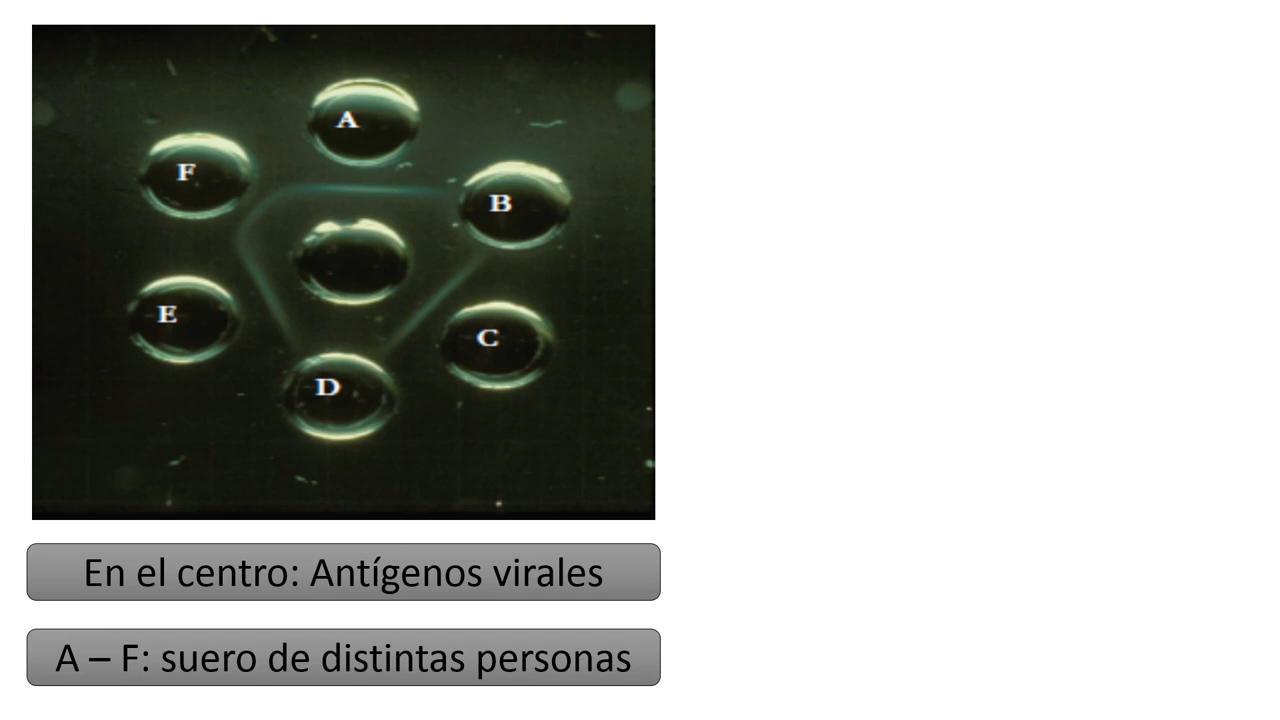 A
F
B
E
C
D
En el centro: Antígenos virales
A – F: suero de distintas personas